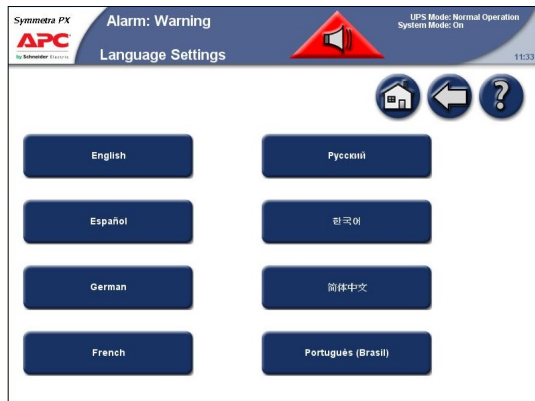 Symmetra PX
APC
by Schneider Electric
Alarm: Warning
Language Settings
UPS Mode: Normal Operation
System Mode: On
11:33
?
English
Русский
Español
한국어
German
简体中文
French
Português (Brasil)